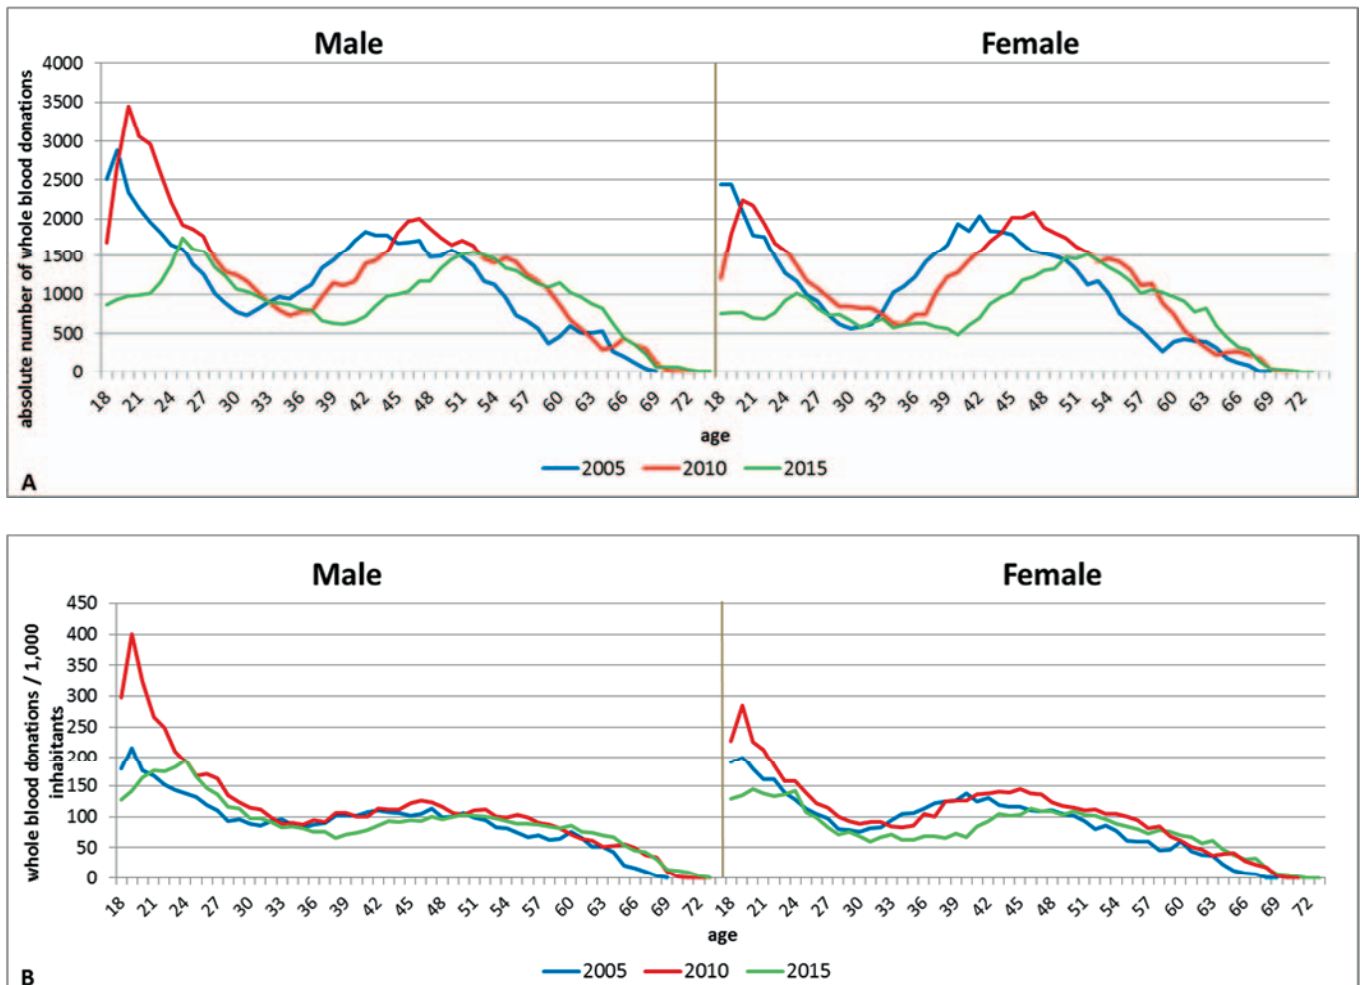 Male Female
absolute number of whole blood donations
4000
3500
3000
2500
2000
1500
1000
500
0
18 21 24 27 30 33 36 39 42 45 48 51 54 57 60 63 66 69 72 18 21 24 27 30 33 36 39 42 45 48 51 54 57 60 63 66 69 72
age
2005 2010 2015
A
Male Female
whole blood donations / 1,000
inhabitants
450
400
350
300
250
200
150
100
50
0
18 21 24 27 30 33 36 39 42 45 48 51 54 57 60 63 66 69 72 18 21 24 27 30 33 36 39 42 45 48 51 54 57 60 63 66 69 72
age
2005 2010 2015
B